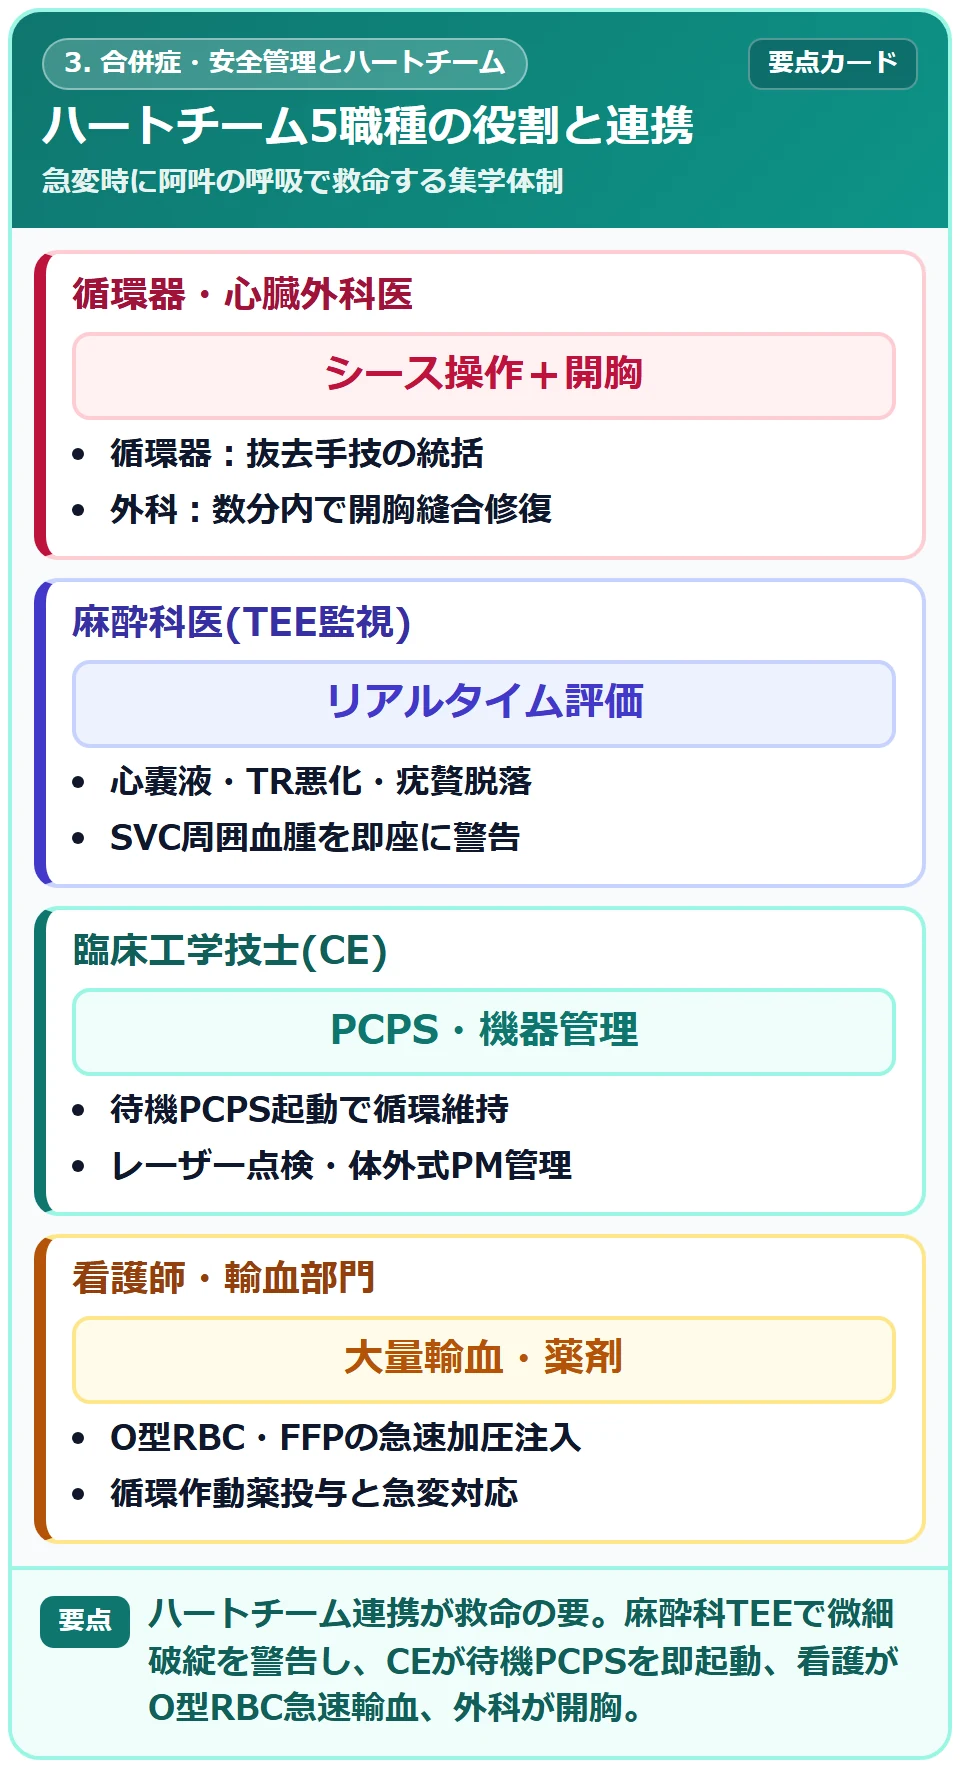 3. 合併症・安全管理とハートチーム
要点カード
ハートチーム5職種の役割と連携
急変時に阿吽の呼吸で救命する集学体制
循環器・心臓外科医
シース操作＋開胸
• 循環器：抜去手技の統括
• 外科：数分内で開胸縫合修復
麻酔科医(TEE監視)
リアルタイム評価
• 心嚢液・TR悪化・疣贅脱落
• SVC周囲血腫を即座に警告
臨床工学技士(CE)
PCPS・機器管理
• 待機PCPS起動で循環維持
• レーザー点検・体外式PM管理
看護師・輸血部門
大量輸血・薬剤
• O型RBC・FFPの急速加圧注入
• 循環作動薬投与と急変対応
要点
ハートチーム連携が救命の要。麻酔科TEEで微細
破綻を警告し、CEが待機PCPSを即起動、看護が
O型RBC急速輸血、外科が開胸。